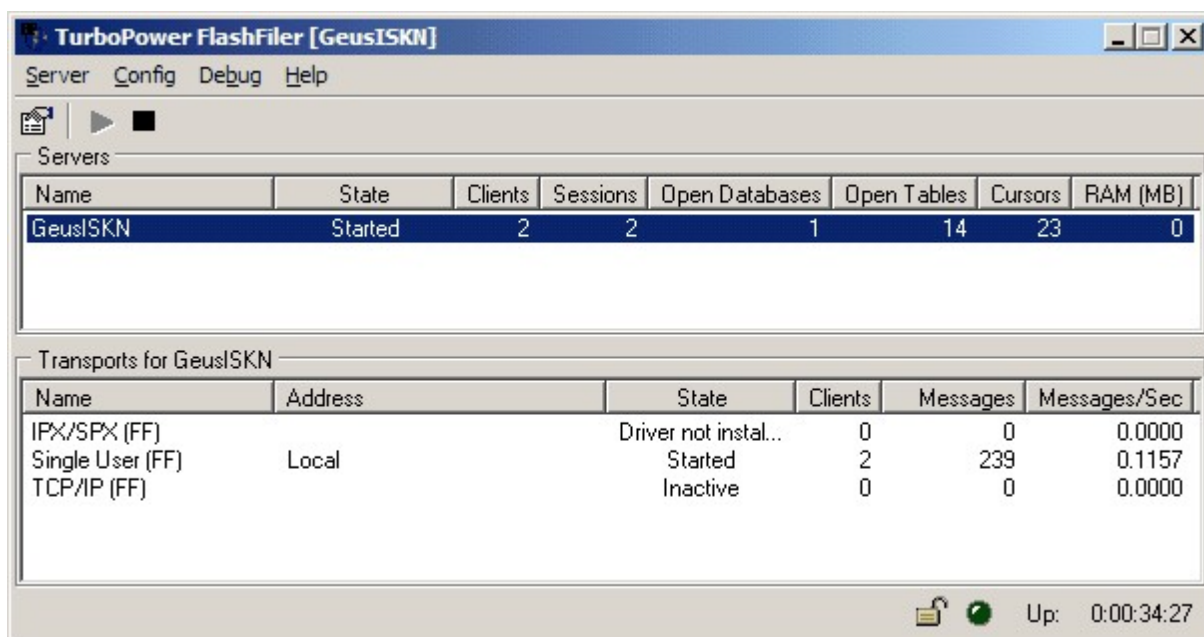 TurboPower FlashFiler [GeusISKN]
Server Config Debug Help
Servers
Name State Clients Sessions Open Databases Open Tables Cursors RAM (MB)
GeusISKN Started 2 2 1 14 23 0
Transports for GeusISKN
Name Address State Clients Messages Messages/Sec
IPX/SPX (FF) Driver not instal... 0 0 0.0000
Single User (FF) Local Started 2 239 0.1157
TCP/IP (FF) Inactive 0 0 0.0000
Up: 0:00:34:27